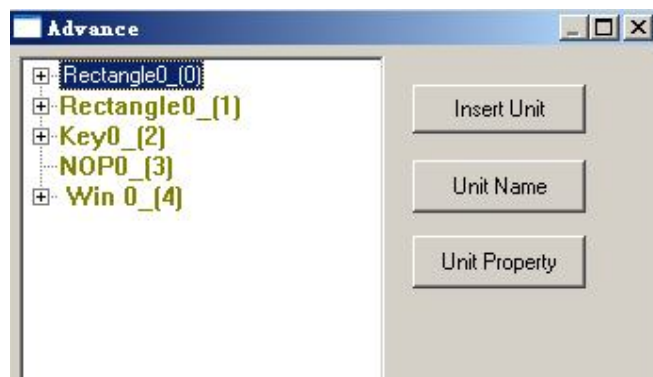 Advance
Rectangle0_(0)
Rectangle0_(1)
Key0_(2)
NOP0_(3)
Win 0_(4)
Insert Unit
Unit Name
Unit Property